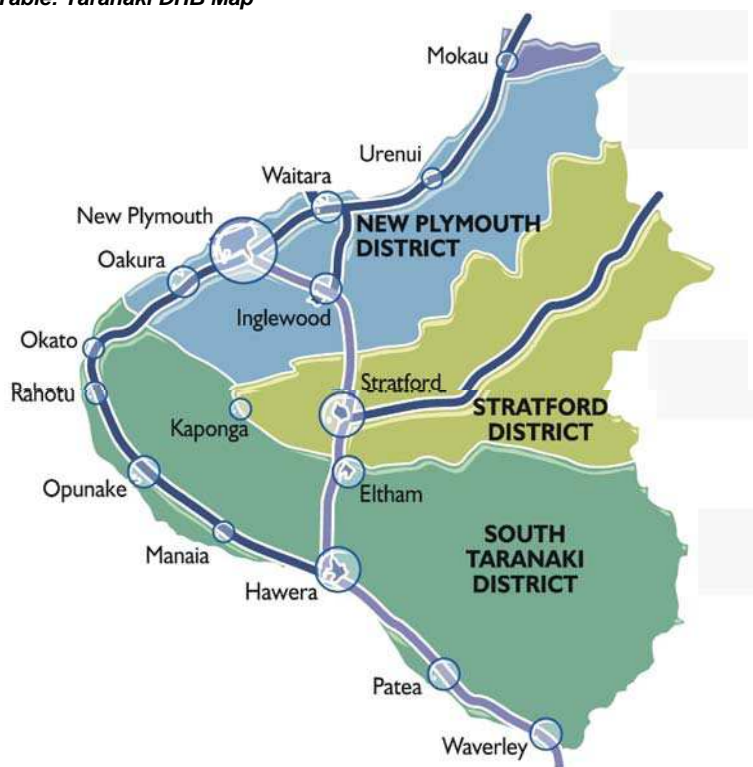 Table: Taranaki DHB Map
Mokau
Urenui
Waitara
New Plymouth
NEW PLYMOUTH
DISTRICT
Oakura
Inglewood
Okato
Stratford
Rahotu
STRATFORD
DISTRICT
Kaponga
Opunake
Eltham
SOUTH
TARANAKI
DISTRICT
Manaia
Hawera
Patea
Waverley